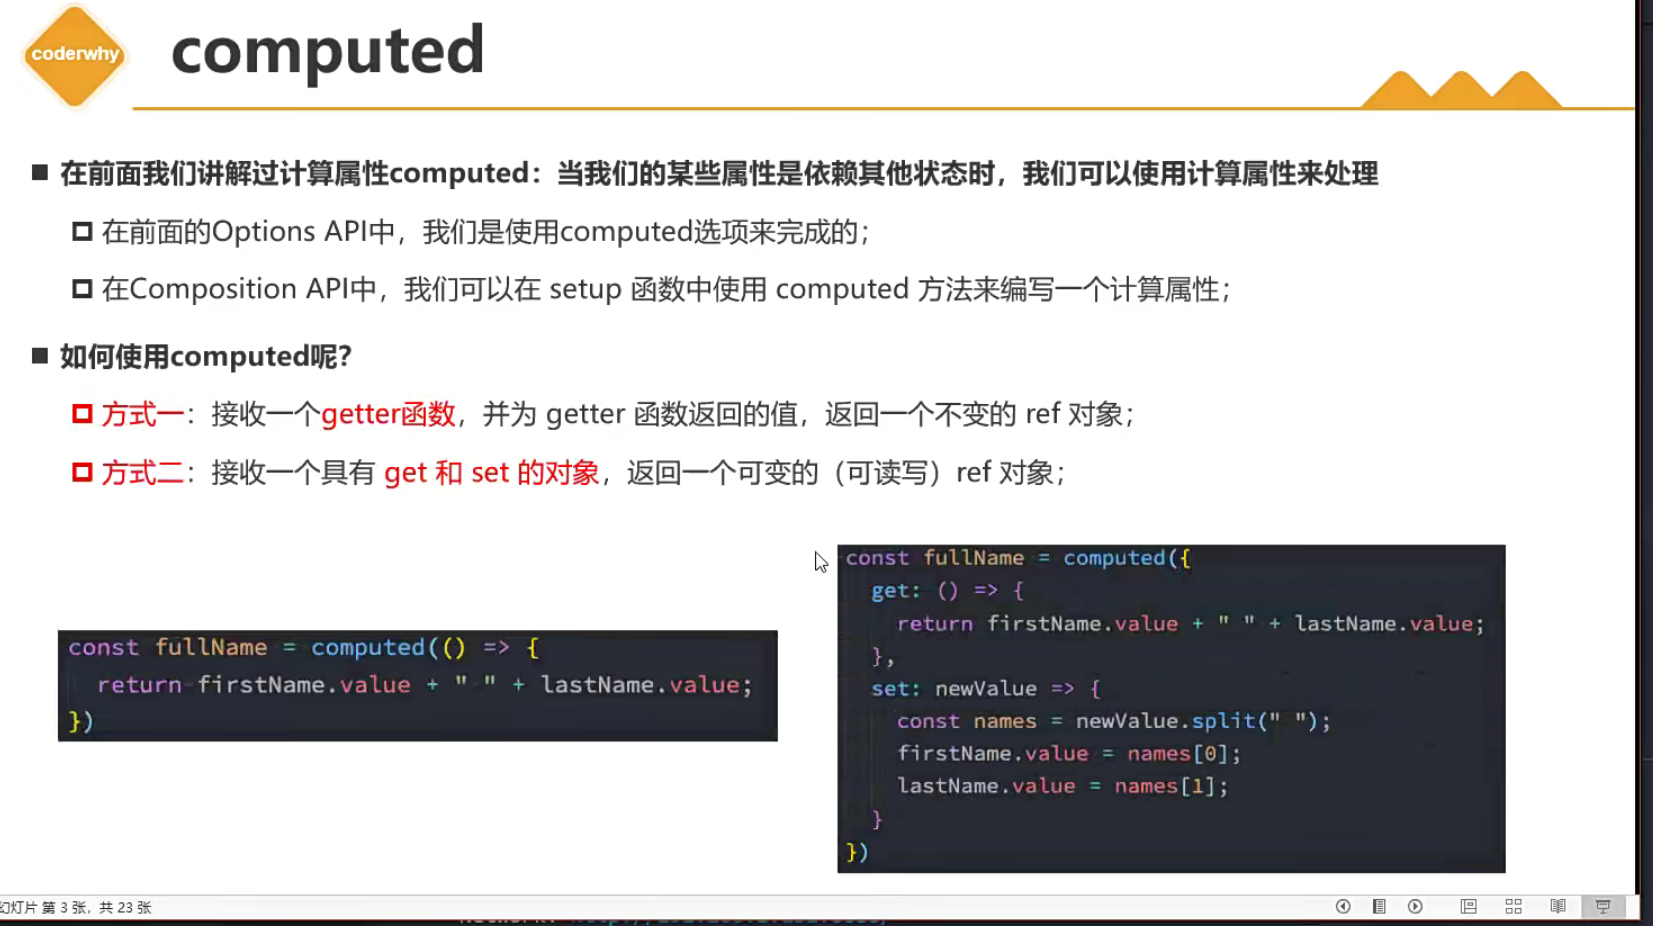 coderwhy
computed
在前面我们讲解过计算属性computed：当我们的某些属性是依赖其他状态时，我们可以使用计算属性来处理
在前面的Options API中，我们是使用computed选项来完成的；
在Composition API中，我们可以在 setup 函数中使用 computed 方法来编写一个计算属性；
如何使用computed呢？
方式一：接收一个getter函数，并为 getter 函数返回的值，返回一个不变的 ref 对象；
方式二：接收一个具有 get 和 set 的对象，返回一个可变的（可读写）ref 对象；
const fullName = computed(() => {
return firstName.value + " " + lastName.value;
})
const fullName = computed({
get: () => {
return firstName.value + " " + lastName.value;
},
set: newValue => {
const names = newValue.split(" ");
firstName.value = names[0];
lastName.value = names[1];
}
})
幻灯片 第 3 张，共 23 张